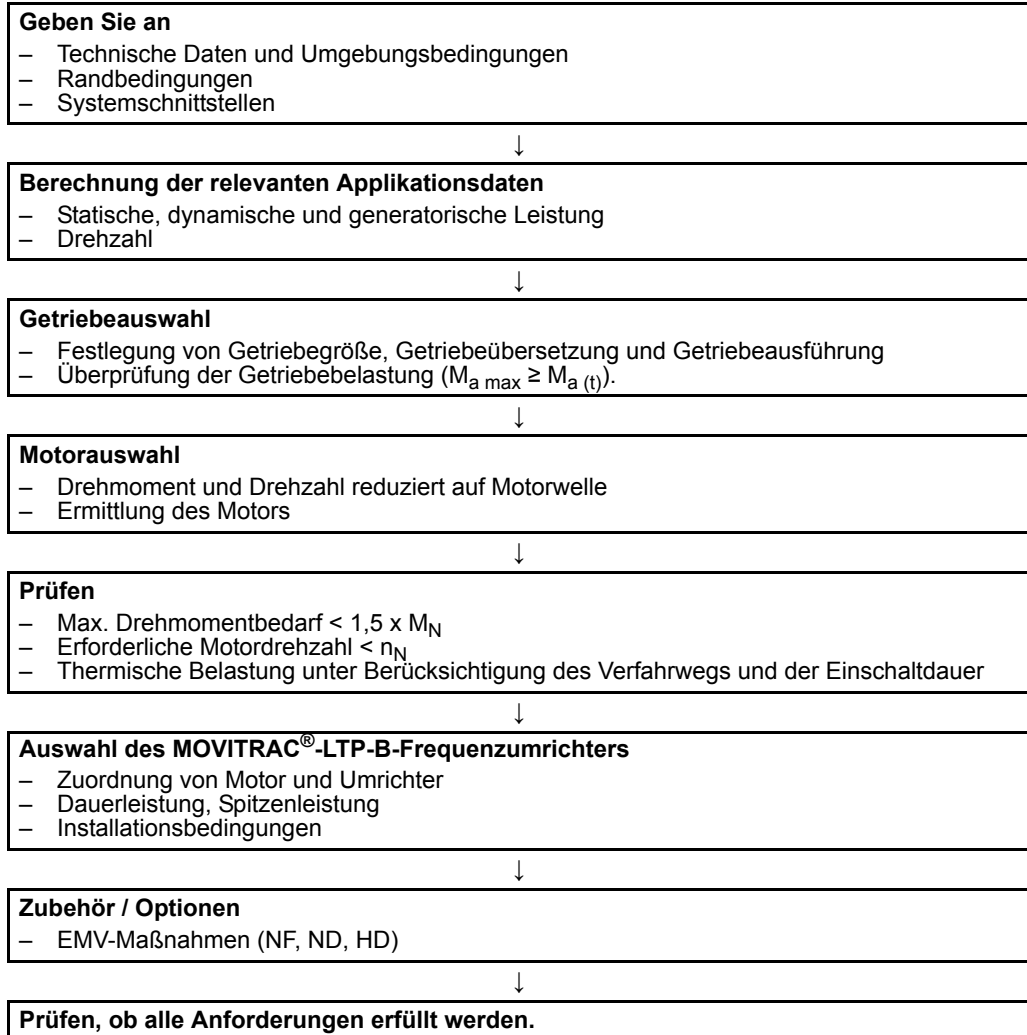 Geben Sie an
– Technische Daten und Umgebungsbedingungen
– Randbedingungen
– Systemschnittstellen
↓
Berechnung der relevanten Applikationsdaten
– Statische, dynamische und generatorische Leistung
– Drehzahl
↓
Getriebeauswahl
– Festlegung von Getriebegröße, Getriebeübersetzung und Getriebeausführung
– Überprüfung der Getriebebelastung (Ma max ≥ Ma (t)).
↓
Motorauswahl
– Drehmoment und Drehzahl reduziert auf Motorwelle
– Ermittlung des Motors
↓
Prüfen
– Max. Drehmomentbedarf < 1,5 x MN
– Erforderliche Motordrehzahl < nN
– Thermische Belastung unter Berücksichtigung des Verfahrwegs und der Einschaltdauer
↓
Auswahl des MOVITRAC®-LTP-B-Frequenzumrichters
– Zuordnung von Motor und Umrichter
– Dauerleistung, Spitzenleistung
– Installationsbedingungen
↓
Zubehör / Optionen
– EMV-Maßnahmen (NF, ND, HD)
↓
Prüfen, ob alle Anforderungen erfüllt werden.